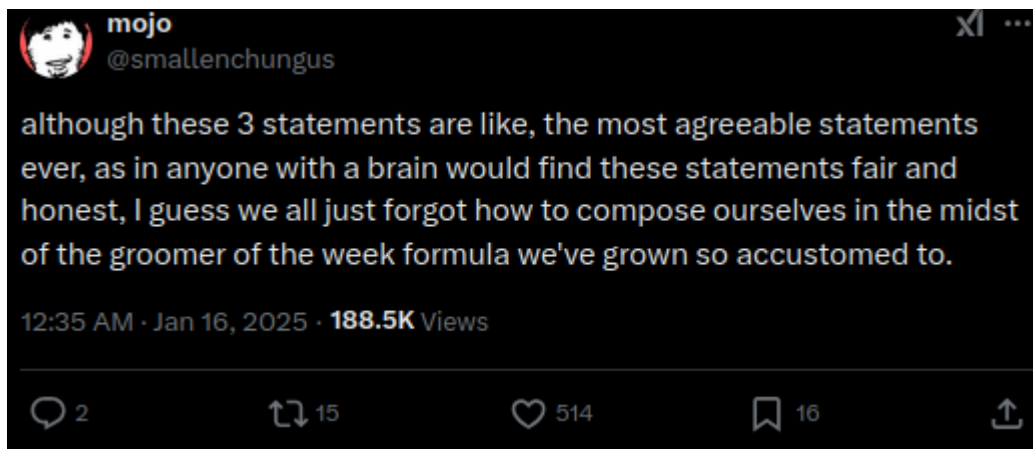 mojo
@smallenchungus
although these 3 statements are like, the most agreeable statements
ever, as in anyone with a brain would find these statements fair and
honest, I guess we all just forgot how to compose ourselves in the midst
of the groomer of the week formula we've grown so accustomed to.
12:35 AM · Jan 16, 2025 · 188.5K Views
2 15 514 16